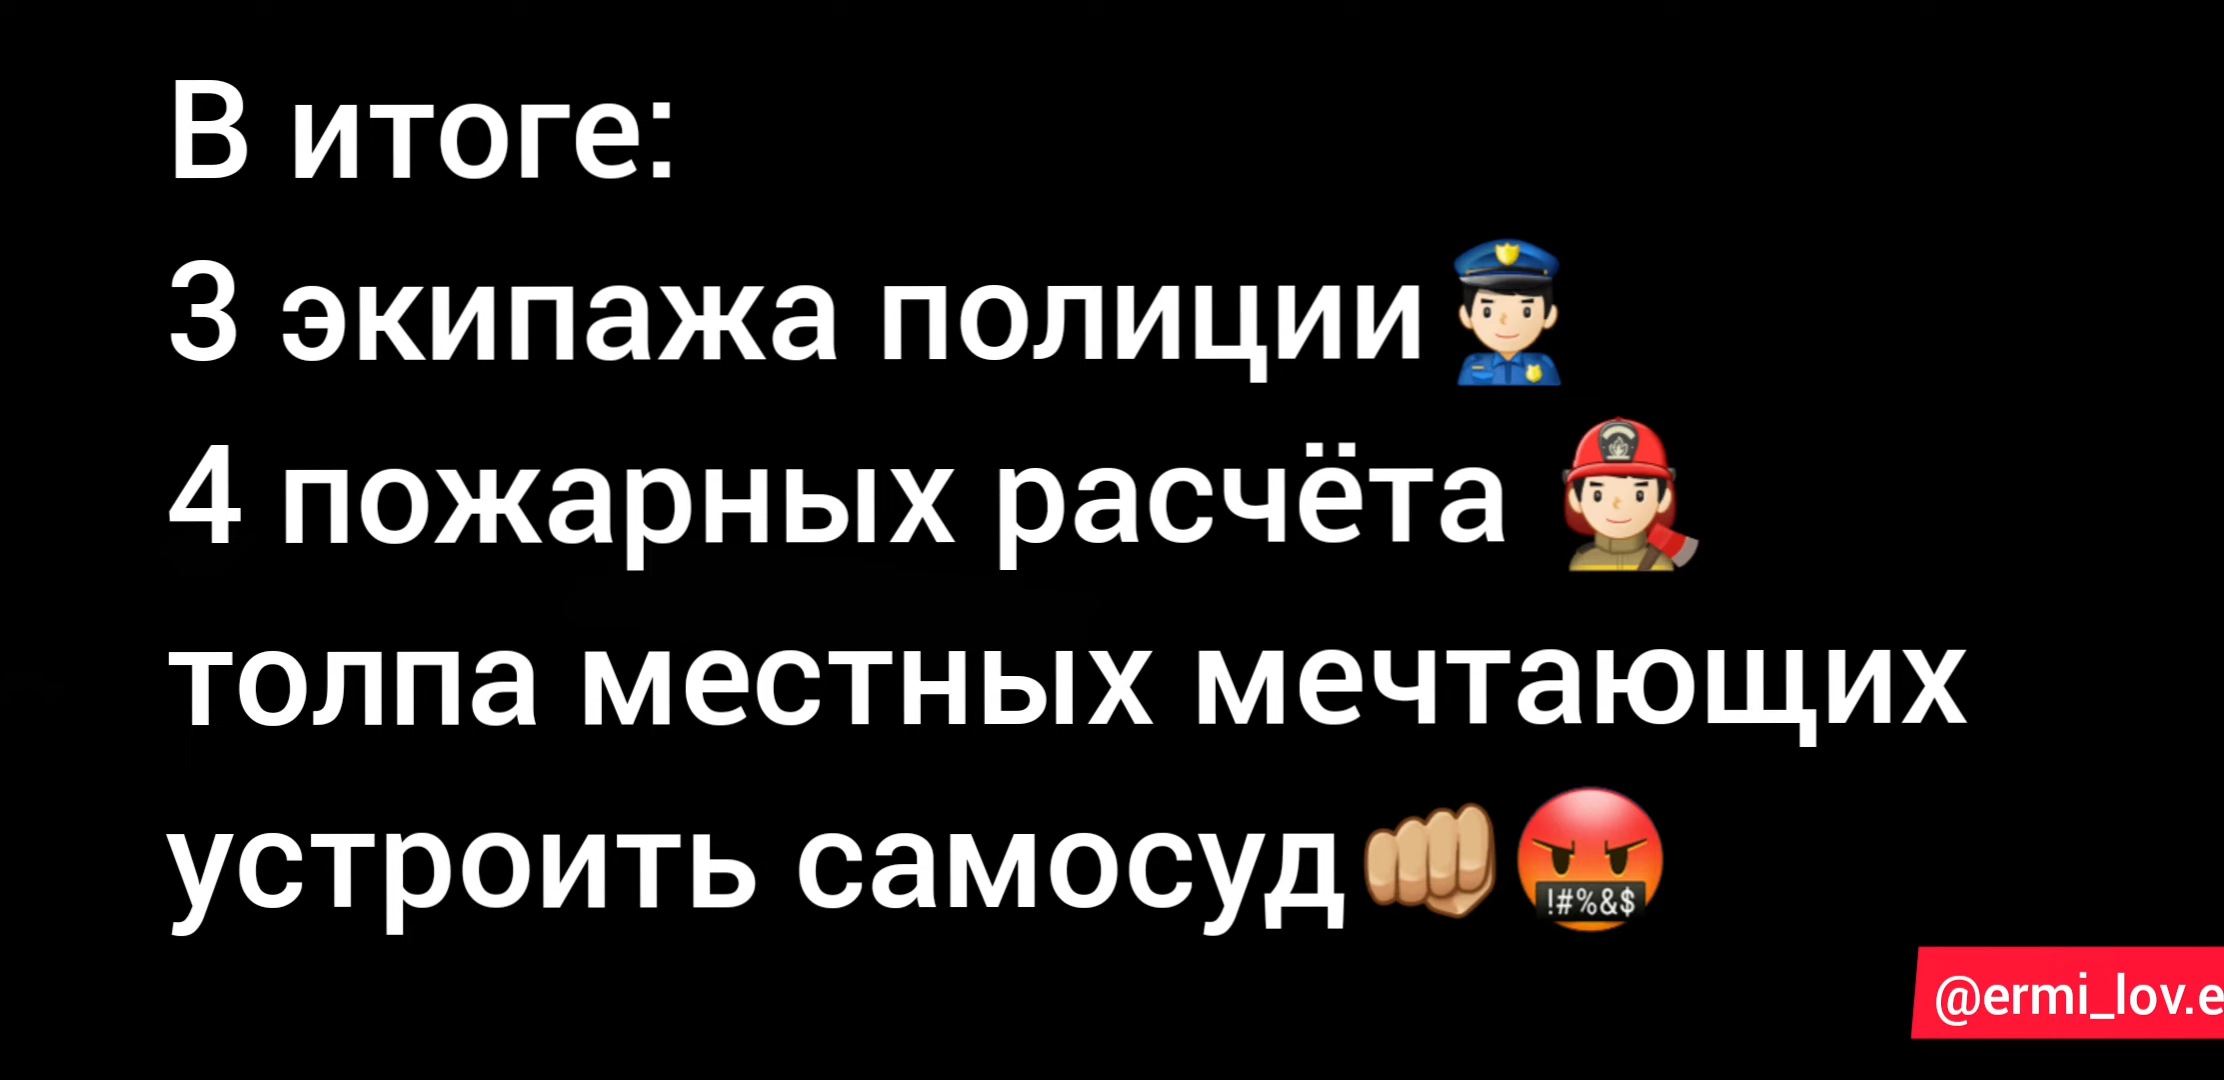 В итоге:
3 экипажа полиции👮🏻‍♂️
4 пожарных расчёта 👨🏻‍🚒
толпа местных мечтающих
устроить самосуд👊🏼🤬
@ermi_lov.e